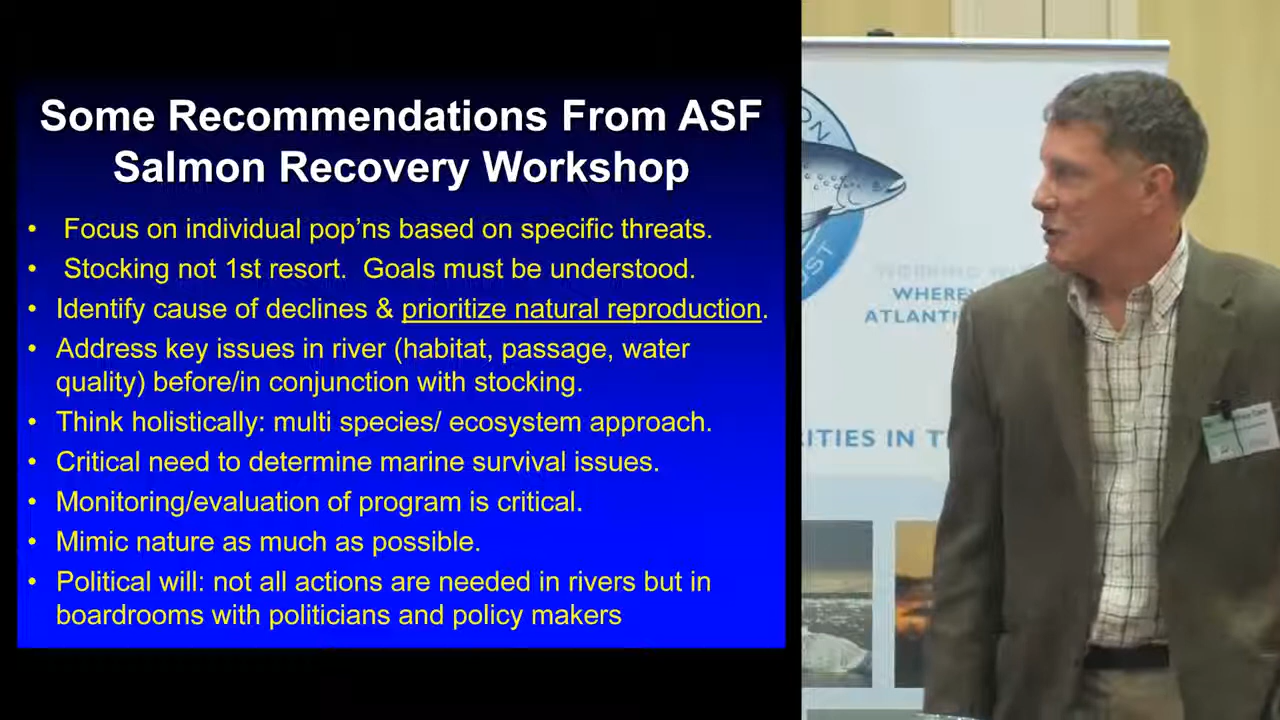 Some Recommendations From ASF
Salmon Recovery Workshop
• Focus on individual pop'ns based on specific threats.
• Stocking not 1st resort. Goals must be understood.
• Identify cause of declines & prioritize natural reproduction.
• Address key issues in river (habitat, passage, water
quality) before/in conjunction with stocking.
• Think holistically: multi species/ ecosystem approach.
• Critical need to determine marine survival issues.
• Monitoring/evaluation of program is critical.
• Mimic nature as much as possible.
• Political will: not all actions are needed in rivers but in
boardrooms with politicians and policy makers
ON
UST
WORKING
WHEREV
ATLANTI
ITIES IN T